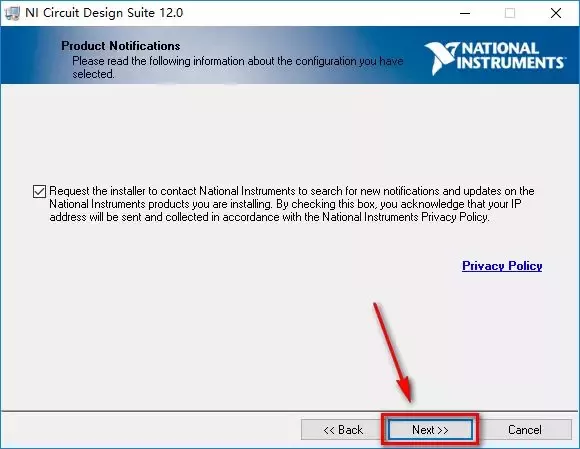 NI Circuit Design Suite 12.0
Product Notifications
Please read the following information about the configuration you have
selected.
NATIONAL
INSTRUMENTS
Request the installer to contact National Instruments to search for new notifications and updates on the
National Instruments products you are installing. By checking this box, you acknowledge that your IP
address will be sent and collected in accordance with the National Instruments Privacy Policy.
Privacy Policy
<< Back
Next >>
Cancel